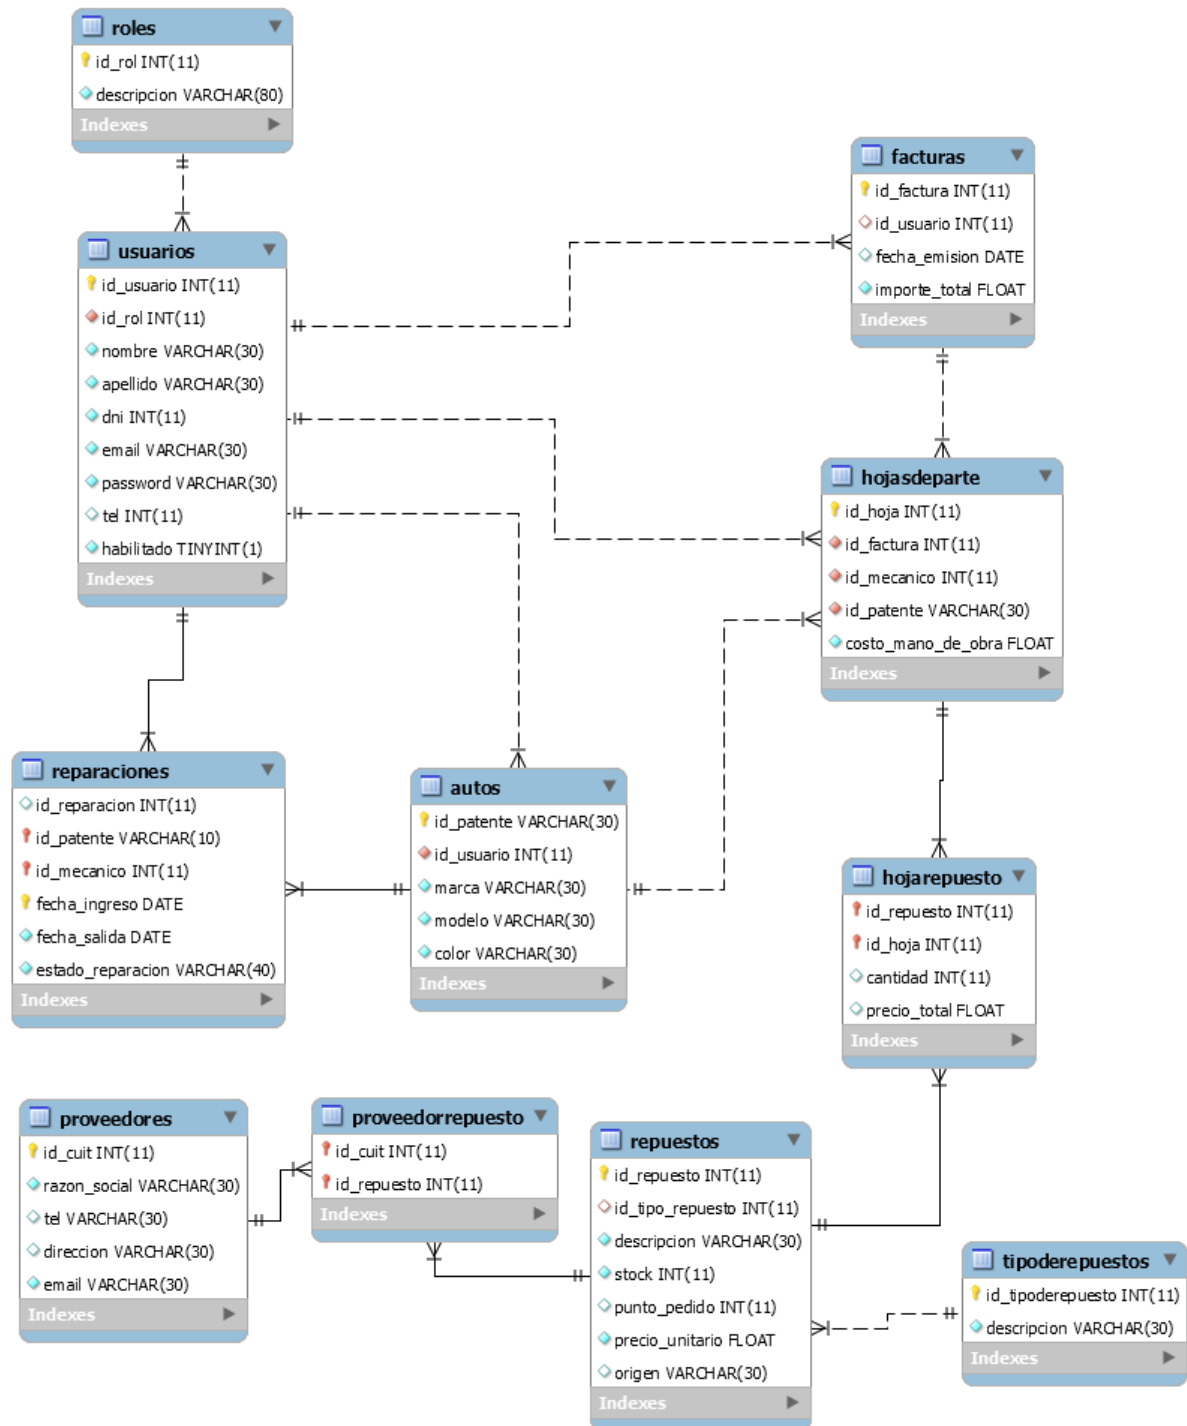 roles
id_rol INT(11)
descripcion VARCHAR(80)
Indexes
facturas
id_factura INT(11)
id_usuario INT(11)
fecha_emision DATE
importe_total FLOAT
Indexes
usuarios
id_usuario INT(11)
id_rol INT(11)
nombre VARCHAR(30)
apellido VARCHAR(30)
dni INT(11)
email VARCHAR(30)
password VARCHAR(30)
tel INT(11)
habilitado TINYINT(1)
Indexes
hojasdeparte
id_hoja INT(11)
id_factura INT(11)
id_mecanico INT(11)
id_patente VARCHAR(30)
costo_mano_de_obra FLOAT
Indexes
reparaciones
id_reparacion INT(11)
id_patente VARCHAR(10)
id_mecanico INT(11)
fecha_ingreso DATE
fecha_salida DATE
estado_reparacion VARCHAR(40)
Indexes
autos
id_patente VARCHAR(30)
id_usuario INT(11)
marca VARCHAR(30)
modelo VARCHAR(30)
color VARCHAR(30)
Indexes
hojarepuesto
id_repuesto INT(11)
id_hoja INT(11)
cantidad INT(11)
precio_total FLOAT
Indexes
proveedores
id_cuit INT(11)
razon_social VARCHAR(30)
tel VARCHAR(30)
direccion VARCHAR(30)
email VARCHAR(30)
Indexes
proveedorrepuesto
id_cuit INT(11)
id_repuesto INT(11)
Indexes
repuestos
id_repuesto INT(11)
id_tipo_repuesto INT(11)
descripcion VARCHAR(30)
stock INT(11)
punto_pedido INT(11)
precio_unitario FLOAT
origen VARCHAR(30)
Indexes
tipoderepuestos
id_tipoderepuesto INT(11)
descripcion VARCHAR(30)
Indexes